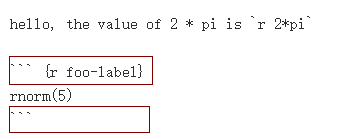 hello, the value of 2 * pi is `r 2*pi`
``` {r foo-label}
rnorm(5)
```